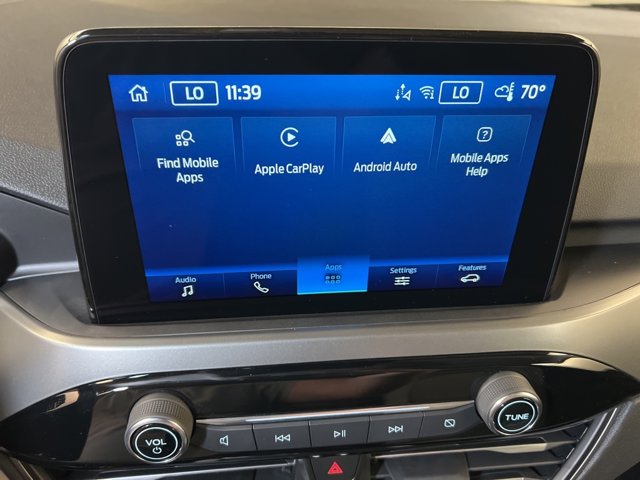 LO 11:39 LO 70°
Find Mobile
Apps
Apple CarPlay
Android Auto
Mobile Apps
Help
Audio
Phone
Apps
Settings
Features
VOL
TUNE